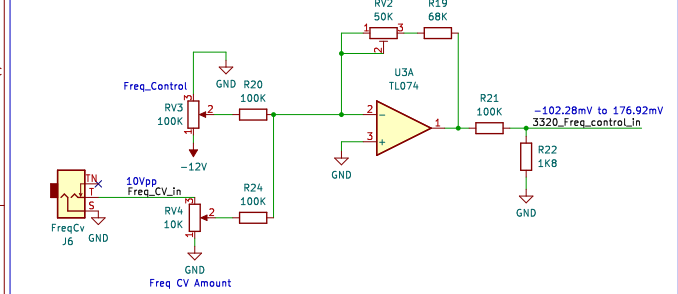 RV2
50K
R19
68K
1
3
2
U3A
TL074
Freq_Control
GND
3
RV3
100K
2
1
R20
100K
-12V
2
3
1
GND
R21
100K
-102.28mV to 176.92mV
3320_Freq_control_in
R22
1K8
GND
TN
T
S
FreqCv
J6
GND
10Vpp
Freq_CV_in
3
RV4
10K
2
1
R24
100K
GND
Freq CV Amount